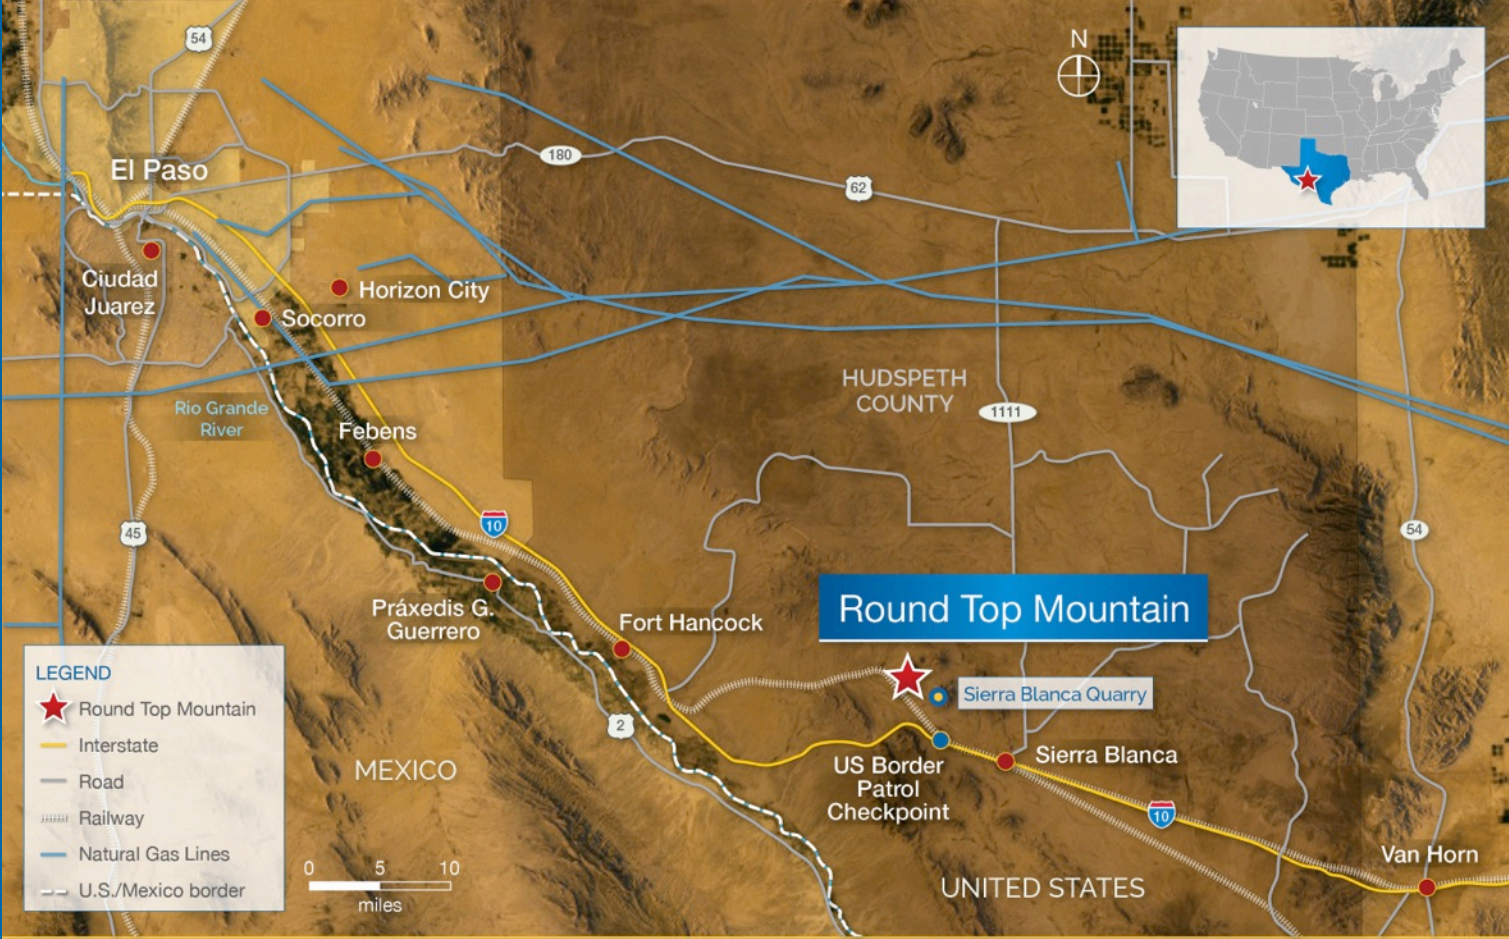 54
N
El Paso
180
62
Ciudad
Juarez
Horizon City
Socorro
HUDSPETH
COUNTY
1111
Rio Grande
River
Febens
10
45
54
Práxedis G.
Guerrero
Fort Hancock
Round Top Mountain
Sierra Blanca Quarry
2
MEXICO
US Border
Patrol
Checkpoint
Sierra Blanca
10
Van Horn
UNITED STATES
LEGEND
Round Top Mountain
Interstate
Road
Railway
Natural Gas Lines
U.S./Mexico border
0 5 10
miles